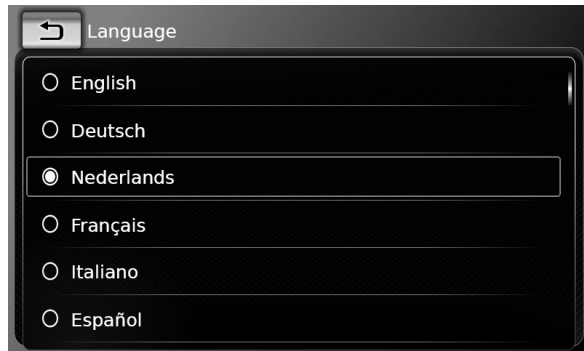 Language
English
Deutsch
Nederlands
Français
Italiano
Español